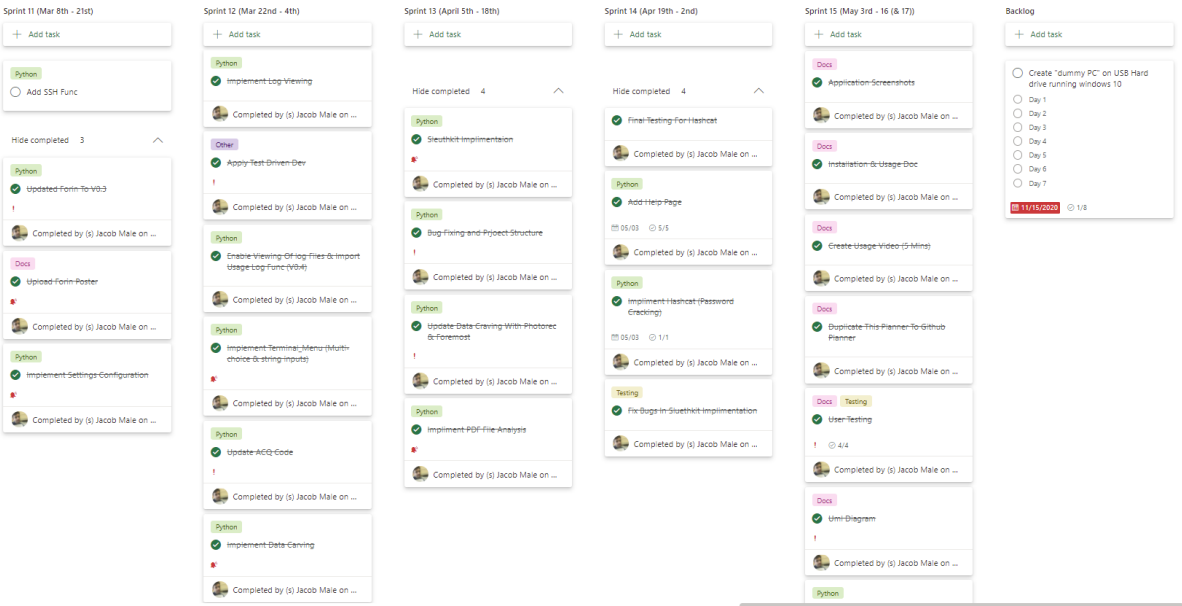 Sprint 11 (Mar 8th - 21st)
Add task
Python
Add SSH Func
Hide completed 3
Python
Updated Forin To V0.3
!
Completed by (s) Jacob Male on ...
Docs
Upload Forin Poster
Completed by (s) Jacob Male on ...
Python
Implement Settings Configuration
Completed by (s) Jacob Male on ...
Sprint 12 (Mar 22nd - 4th)
Add task
Python
Implement Log Viewing
Completed by (s) Jacob Male on ...
Other
Apply Test Driven Dev
!
Completed by (s) Jacob Male on ...
Python
Enable Viewing Of log Files & Import
Usage Log Func (V0.4)
Completed by (s) Jacob Male on ...
Python
Implement Terminal_Menu (Multi-
choice & string inputs)
Completed by (s) Jacob Male on ...
Python
Update ACQ Code
!
Completed by (s) Jacob Male on ...
Python
Implement Data Carving
Completed by (s) Jacob Male on ...
Sprint 13 (April 5th - 18th)
Add task
Hide completed 4
Python
Sleuthkit Implimentaion
Completed by (s) Jacob Male on ...
Python
Bug Fixing and Prjoect Structure
!
Completed by (s) Jacob Male on ...
Python
Update Data Craving With Photorec
& Foremost
!
Completed by (s) Jacob Male on ...
Python
Impliment PDF File Analysis
Completed by (s) Jacob Male on ...
Sprint 14 (Apr 19th - 2nd)
Add task
Hide completed 4
Final Testing For Hashcat
Completed by (s) Jacob Male on ...
Python
Add Help Page
05/03 5/5
Completed by (s) Jacob Male on ...
Python
Impliment Hashcat (Password
Cracking)
05/03 1/1
Completed by (s) Jacob Male on ...
Testing
Fix Bugs In Sluethkit Implimentation
Completed by (s) Jacob Male on ...
Sprint 15 (May 3rd - 16 (& 17))
Add task
Docs
Application Screenshots
Completed by (s) Jacob Male on ...
Docs
Installation & Usage Doc
Completed by (s) Jacob Male on ...
Docs
Create Usage Video (5 Mins)
Completed by (s) Jacob Male on ...
Docs
Duplicate This Planner To Github
Planner
Completed by (s) Jacob Male on ...
Docs Testing
User Testing
! 4/4
Completed by (s) Jacob Male on ...
Docs
Uml Diagram
!
Completed by (s) Jacob Male on ...
Python
Backlog
Add task
Create "dummy PC" on USB Hard
drive running windows 10
Day 1
Day 2
Day 3
Day 4
Day 5
Day 6
Day 7
11/15/2020 1/8